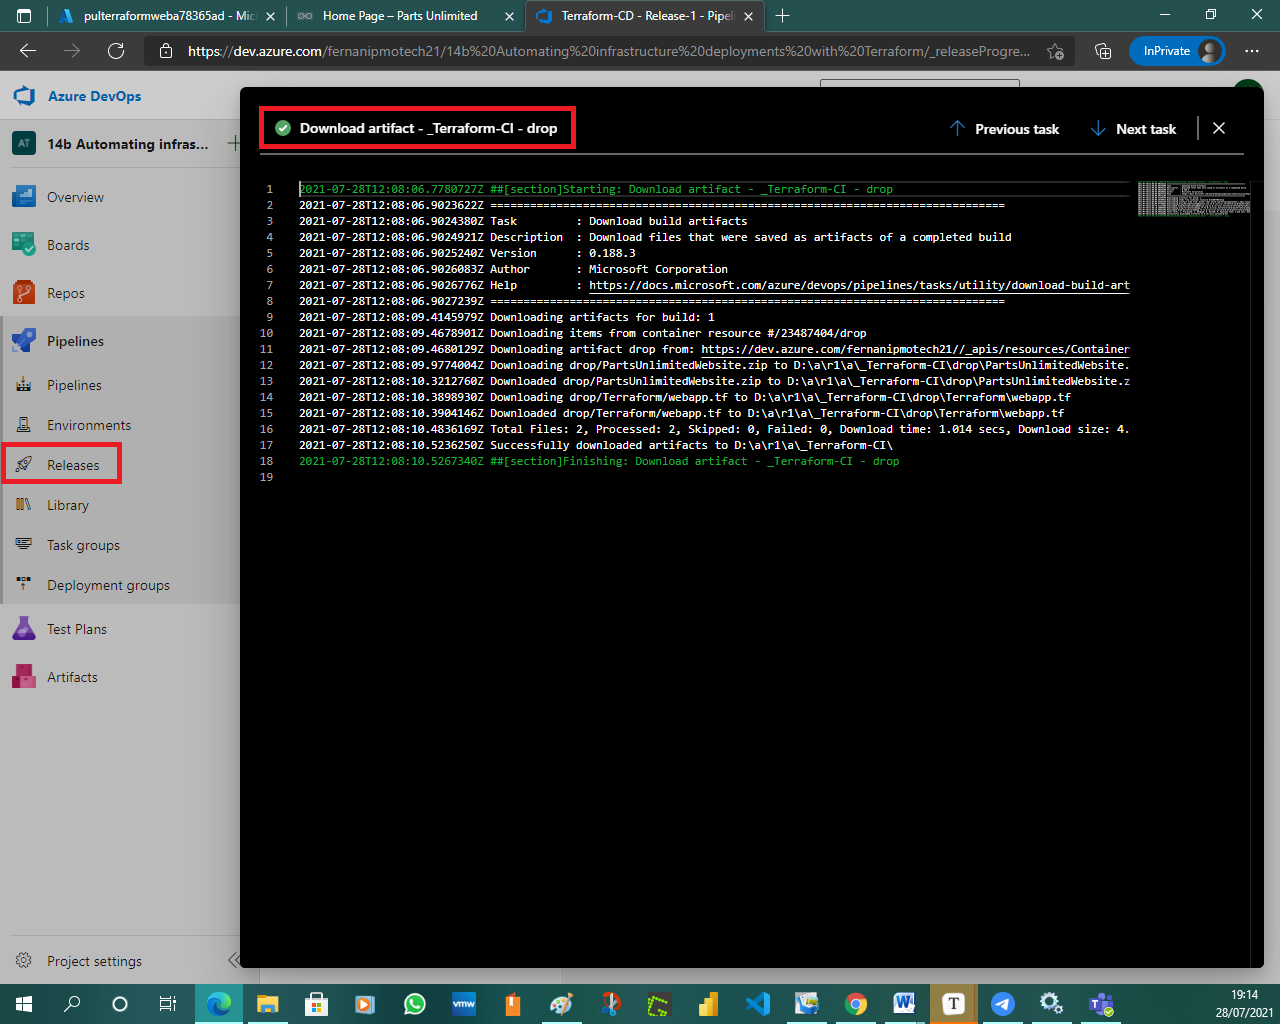 pulterraformweba78365ad - Mic
Home Page – Parts Unlimited
Terraform-CD - Release-1 - Pipel
https://dev.azure.com/fernanipmotech21/14b%20Automating%20infrastructure%20deployments%20with%20Terraform/_releaseProgre...
InPrivate
Azure DevOps
AT
14b Automating infras...
Overview
Boards
Repos
Pipelines
Pipelines
Environments
Releases
Library
Task groups
Deployment groups
Test Plans
Artifacts
Project settings
Download artifact - _Terraform-CI - drop
Previous task
Next task
1 2021-07-28T12:08:06.7780727Z ##[section]Starting: Download artifact - _Terraform-CI - drop
2 2021-07-28T12:08:06.9023622Z ==============================================================================
3 2021-07-28T12:08:06.9024380Z Task         : Download build artifacts
4 2021-07-28T12:08:06.9024921Z Description  : Download files that were saved as artifacts of a completed build
5 2021-07-28T12:08:06.9025240Z Version      : 0.188.3
6 2021-07-28T12:08:06.9026083Z Author       : Microsoft Corporation
7 2021-07-28T12:08:06.9026776Z Help         : https://docs.microsoft.com/azure/devops/pipelines/tasks/utility/download-build-art
8 2021-07-28T12:08:06.9027239Z ==============================================================================
9 2021-07-28T12:08:09.4145979Z Downloading artifacts for build: 1
10 2021-07-28T12:08:09.4678901Z Downloading items from container resource #/23487404/drop
11 2021-07-28T12:08:09.4680129Z Downloading artifact drop from: https://dev.azure.com/fernanipmotech21//_apis/resources/Container
12 2021-07-28T12:08:09.9774004Z Downloading drop/PartsUnlimitedWebsite.zip to D:\a\r1\a\_Terraform-CI\drop\PartsUnlimitedWebsite.
13 2021-07-28T12:08:10.3212760Z Downloaded drop/PartsUnlimitedWebsite.zip to D:\a\r1\a\_Terraform-CI\drop\PartsUnlimitedWebsite.z
14 2021-07-28T12:08:10.3898930Z Downloading drop/Terraform/webapp.tf to D:\a\r1\a\_Terraform-CI\drop\Terraform\webapp.tf
15 2021-07-28T12:08:10.3904146Z Downloaded drop/Terraform/webapp.tf to D:\a\r1\a\_Terraform-CI\drop\Terraform\webapp.tf
16 2021-07-28T12:08:10.4836169Z Total Files: 2, Processed: 2, Skipped: 0, Failed: 0, Download time: 1.014 secs, Download size: 4.
17 2021-07-28T12:08:10.5236250Z Successfully downloaded artifacts to D:\a\r1\a\_Terraform-CI\
18 2021-07-28T12:08:10.5267340Z ##[section]Finishing: Download artifact - _Terraform-CI - drop
19
vmw
T
19:14
28/07/2021